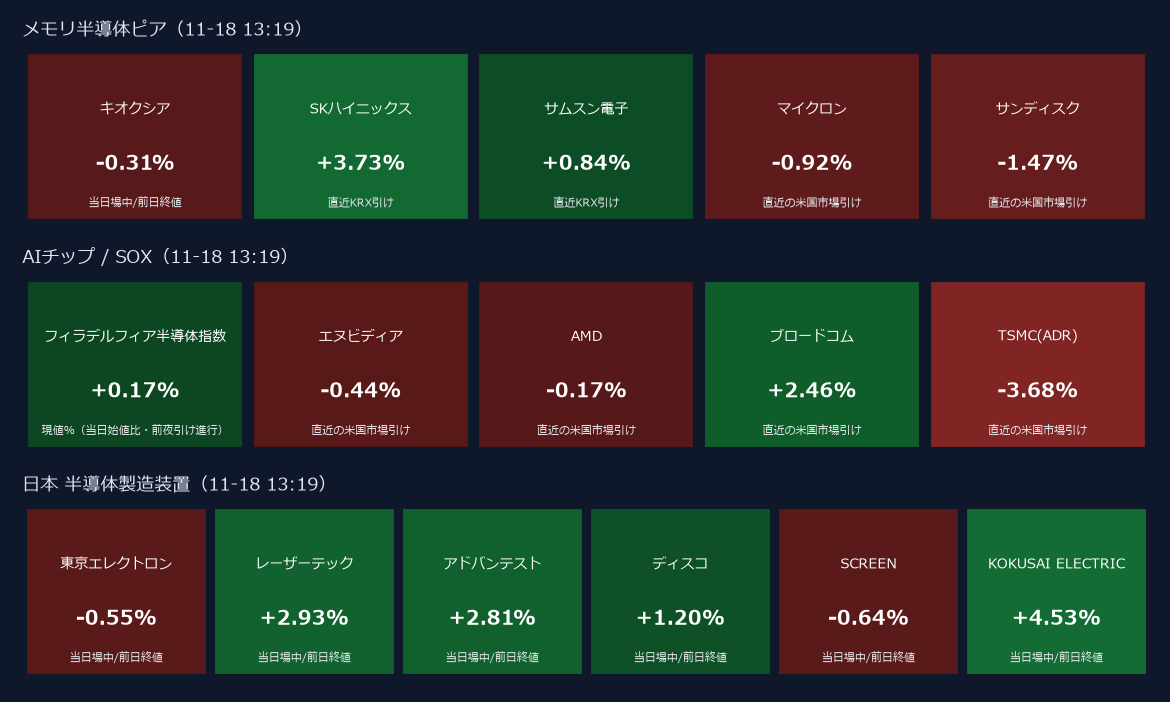 メモリ半導体ピア（11-18 13:19）
キオクシア
-0.31%
当日場中/前日終値
SKハイニックス
+3.73%
直近KRX引け
サムスン電子
+0.84%
直近KRX引け
マイクロン
-0.92%
直近の米国市場引け
サンディスク
-1.47%
直近の米国市場引け
AIチップ / SOX（11-18 13:19）
フィラデルフィア半導体指数
+0.17%
現値%（当日始値比・前夜引け進行）
エヌビディア
-0.44%
直近の米国市場引け
AMD
-0.17%
直近の米国市場引け
ブロードコム
+2.46%
直近の米国市場引け
TSMC(ADR)
-3.68%
直近の米国市場引け
日本 半導体製造装置（11-18 13:19）
東京エレクトロン
-0.55%
当日場中/前日終値
レーザーテック
+2.93%
当日場中/前日終値
アドバンテスト
+2.81%
当日場中/前日終値
ディスコ
+1.20%
当日場中/前日終値
SCREEN
-0.64%
当日場中/前日終値
KOKUSAI ELECTRIC
+4.53%
当日場中/前日終値